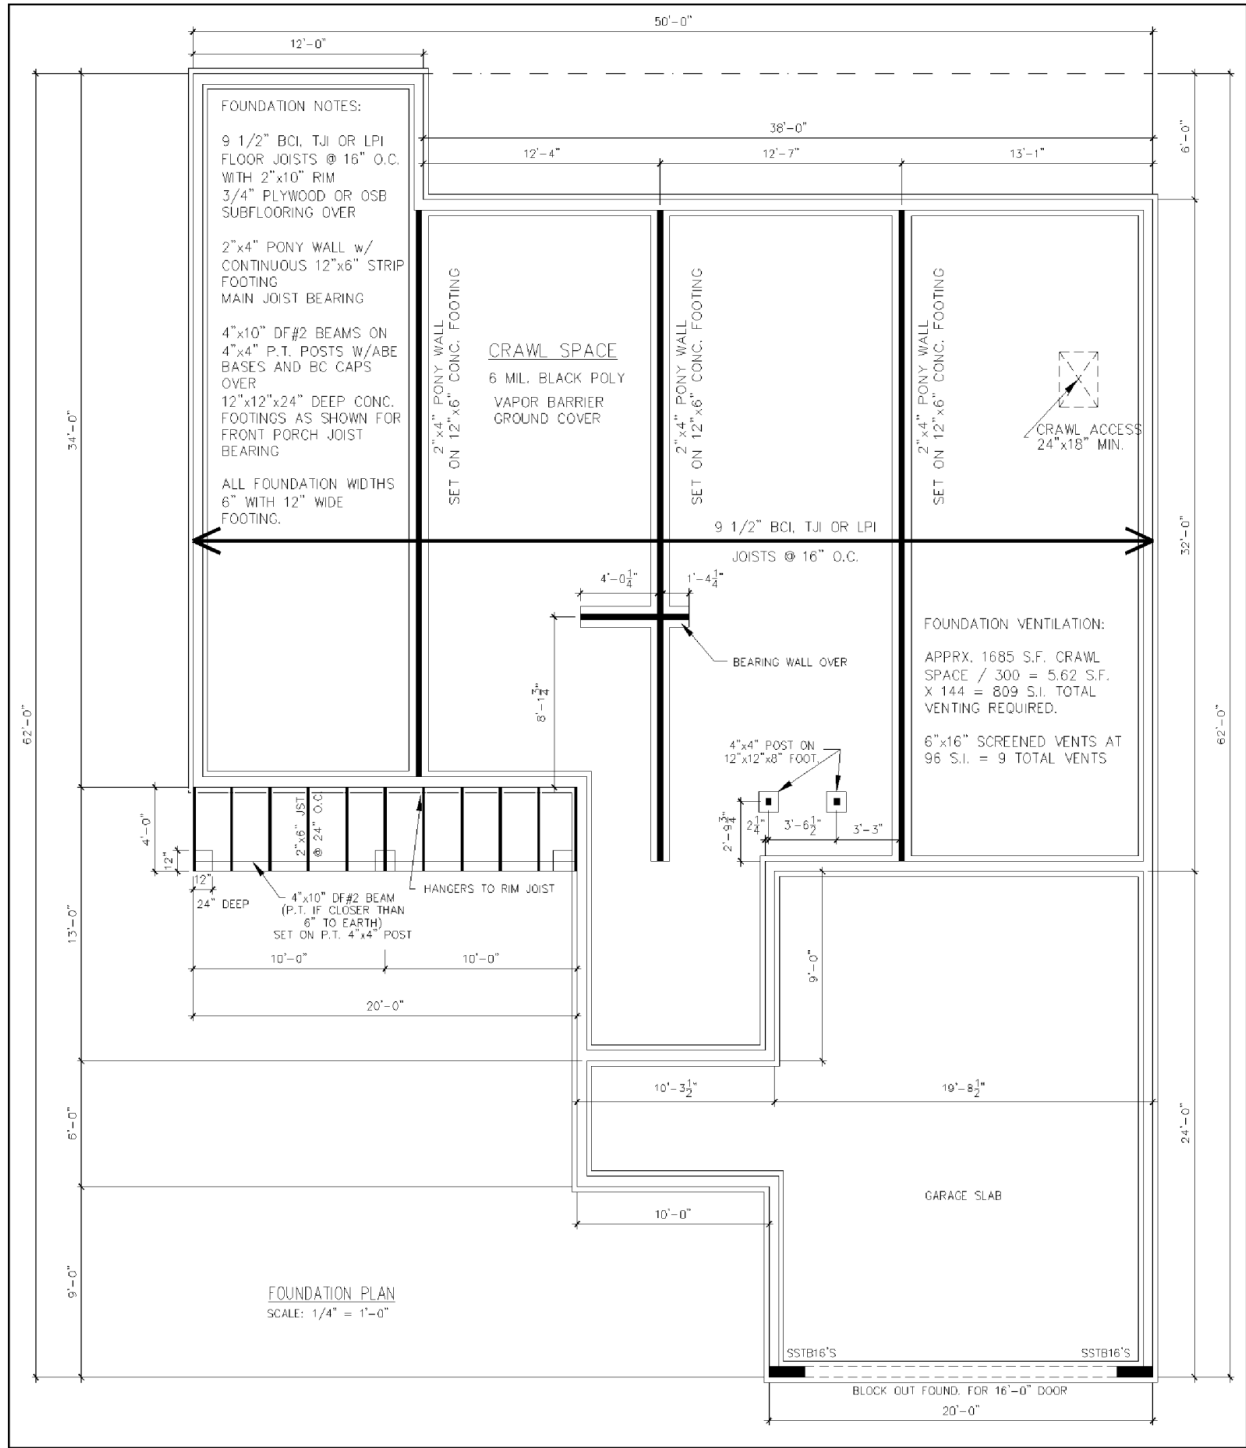 50'-0"
12'-0"
38'-0"
6'-0"
12'-4"
12'-7"
13'-1"
FOUNDATION NOTES:
9 1/2" BCI, TJI OR LPI
FLOOR JOISTS @ 16" O.C.
WITH 2"x10" RIM
3/4" PLYWOOD OR OSB
SUBFLOORING OVER
2"x4" PONY WALL w/
CONTINUOUS 12"x6" STRIP
FOOTING
MAIN JOIST BEARING
4"x10" DF#2 BEAMS ON
4"x4" P.T. POSTS W/ABE
BASES AND BC CAPS
OVER
12"x12"x24" DEEP CONC.
FOOTINGS AS SHOWN FOR
FRONT PORCH JOIST
BEARING
ALL FOUNDATION WIDTHS
6" WITH 12" WIDE
FOOTING.
2"x4" PONY WALL
SET ON 12"x6" CONC. FOOTING
CRAWL SPACE
6 MIL. BLACK POLY
VAPOR BARRIER
GROUND COVER
2"x4" PONY WALL
SET ON 12"x6" CONC. FOOTING
2"x4" PONY WALL
SET ON 12"x6" CONC. FOOTING
CRAWL ACCESS
24"x18" MIN.
34'-0"
32'-0"
62'-0"
62'-0"
9 1/2" BCI, TJI OR LPI
JOISTS @ 16" O.C.
4'-0 1/4"
1'-4 1/4"
BEARING WALL OVER
8'-1 3/4"
FOUNDATION VENTILATION:
APPRX. 1685 S.F. CRAWL
SPACE / 300 = 5.62 S.F.
X 144 = 809 S.I. TOTAL
VENTING REQUIRED.
6"x16" SCREENED VENTS AT
96 S.I. = 9 TOTAL VENTS
4"x4" POST ON
12"x12"x8" FOOT.
2'-9 3/4"
2 1/4"
3'-6 1/2"
3'-3"
4'-0"
12"
2"x6" JST.
@ 24" O.C.
12"
24" DEEP
4"x10" DF#2 BEAM
(P.T. IF CLOSER THAN
6" TO EARTH)
SET ON P.T. 4"x4" POST
HANGERS TO RIM JOIST
13'-0"
10'-0"
10'-0"
20'-0"
9'-0"
10'-3 1/2"
19'-8 1/2"
6'-0"
24'-0"
10'-0"
GARAGE SLAB
9'-0"
FOUNDATION PLAN
SCALE: 1/4" = 1'-0"
SSTB16'S
SSTB16'S
BLOCK OUT FOUND. FOR 16'-0" DOOR
20'-0"